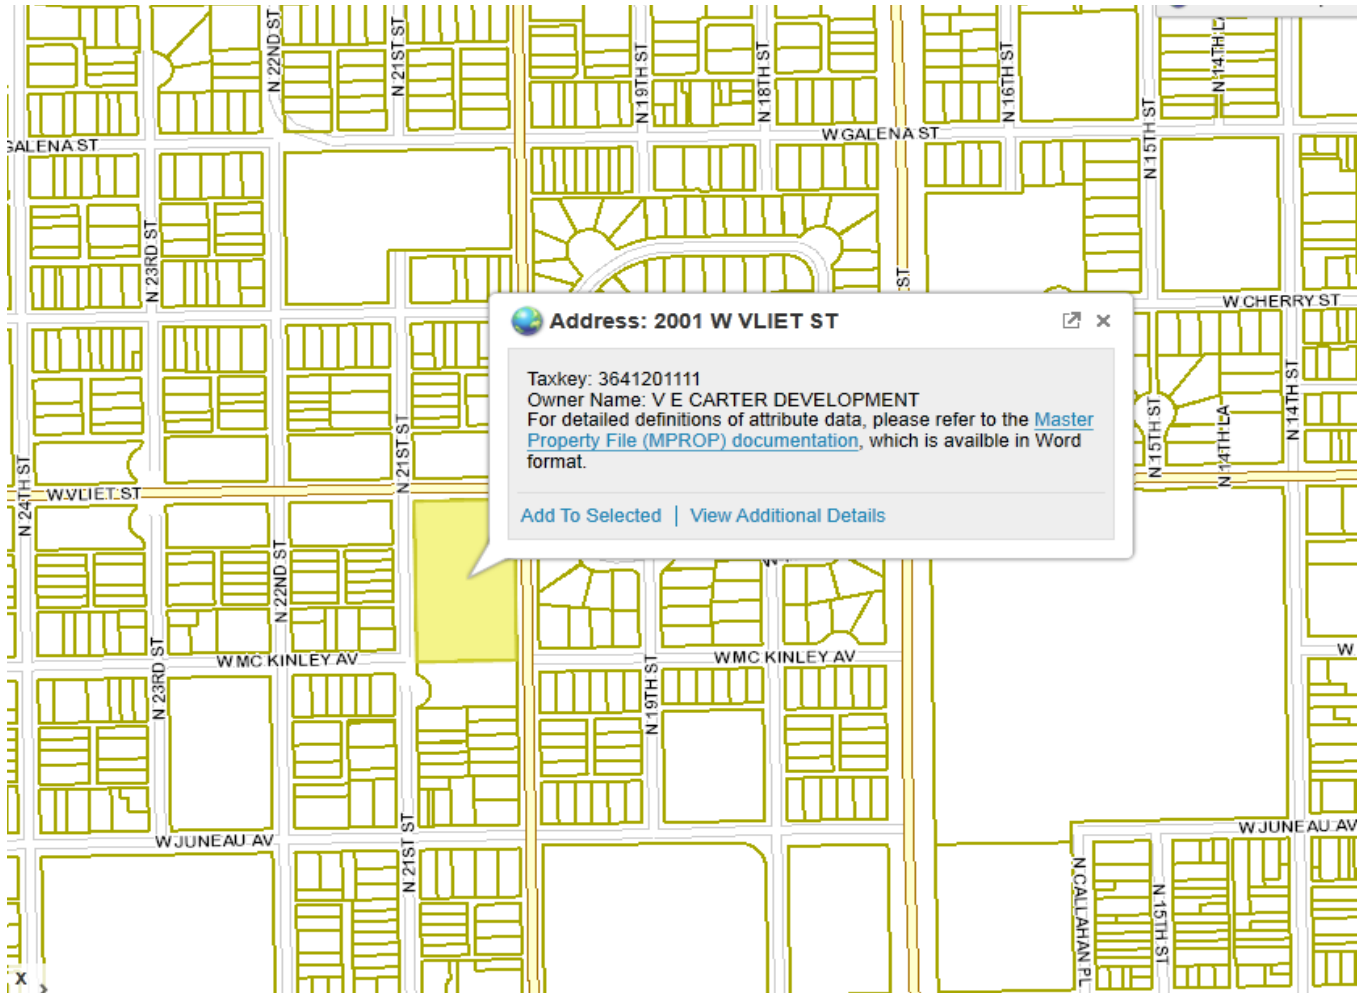 N 22ND ST
N 21ST ST
N 19TH ST
N 18TH ST
N 16TH ST
N 15TH ST
N 14TH LA
GALENA ST
W GALENA ST
N 23RD ST
ST
W CHERRY ST
Address: 2001 W VLIET ST
Taxkey: 3641201111
Owner Name: V E CARTER DEVELOPMENT
For detailed definitions of attribute data, please refer to the Master
Property File (MPROP) documentation, which is availble in Word
format.
Add To Selected | View Additional Details
N 21ST ST
N 15TH ST
N 14TH LA
N 14TH ST
N 24TH ST
W VLIET ST
N 22ND ST
W MC KINLEY AV
W MC KINLEY AV
W
N 23RD ST
N 19TH ST
W JUNEAU AV
W JUNEAU AV
N 21ST ST
N CALLAHAN PL
N 15TH ST
X